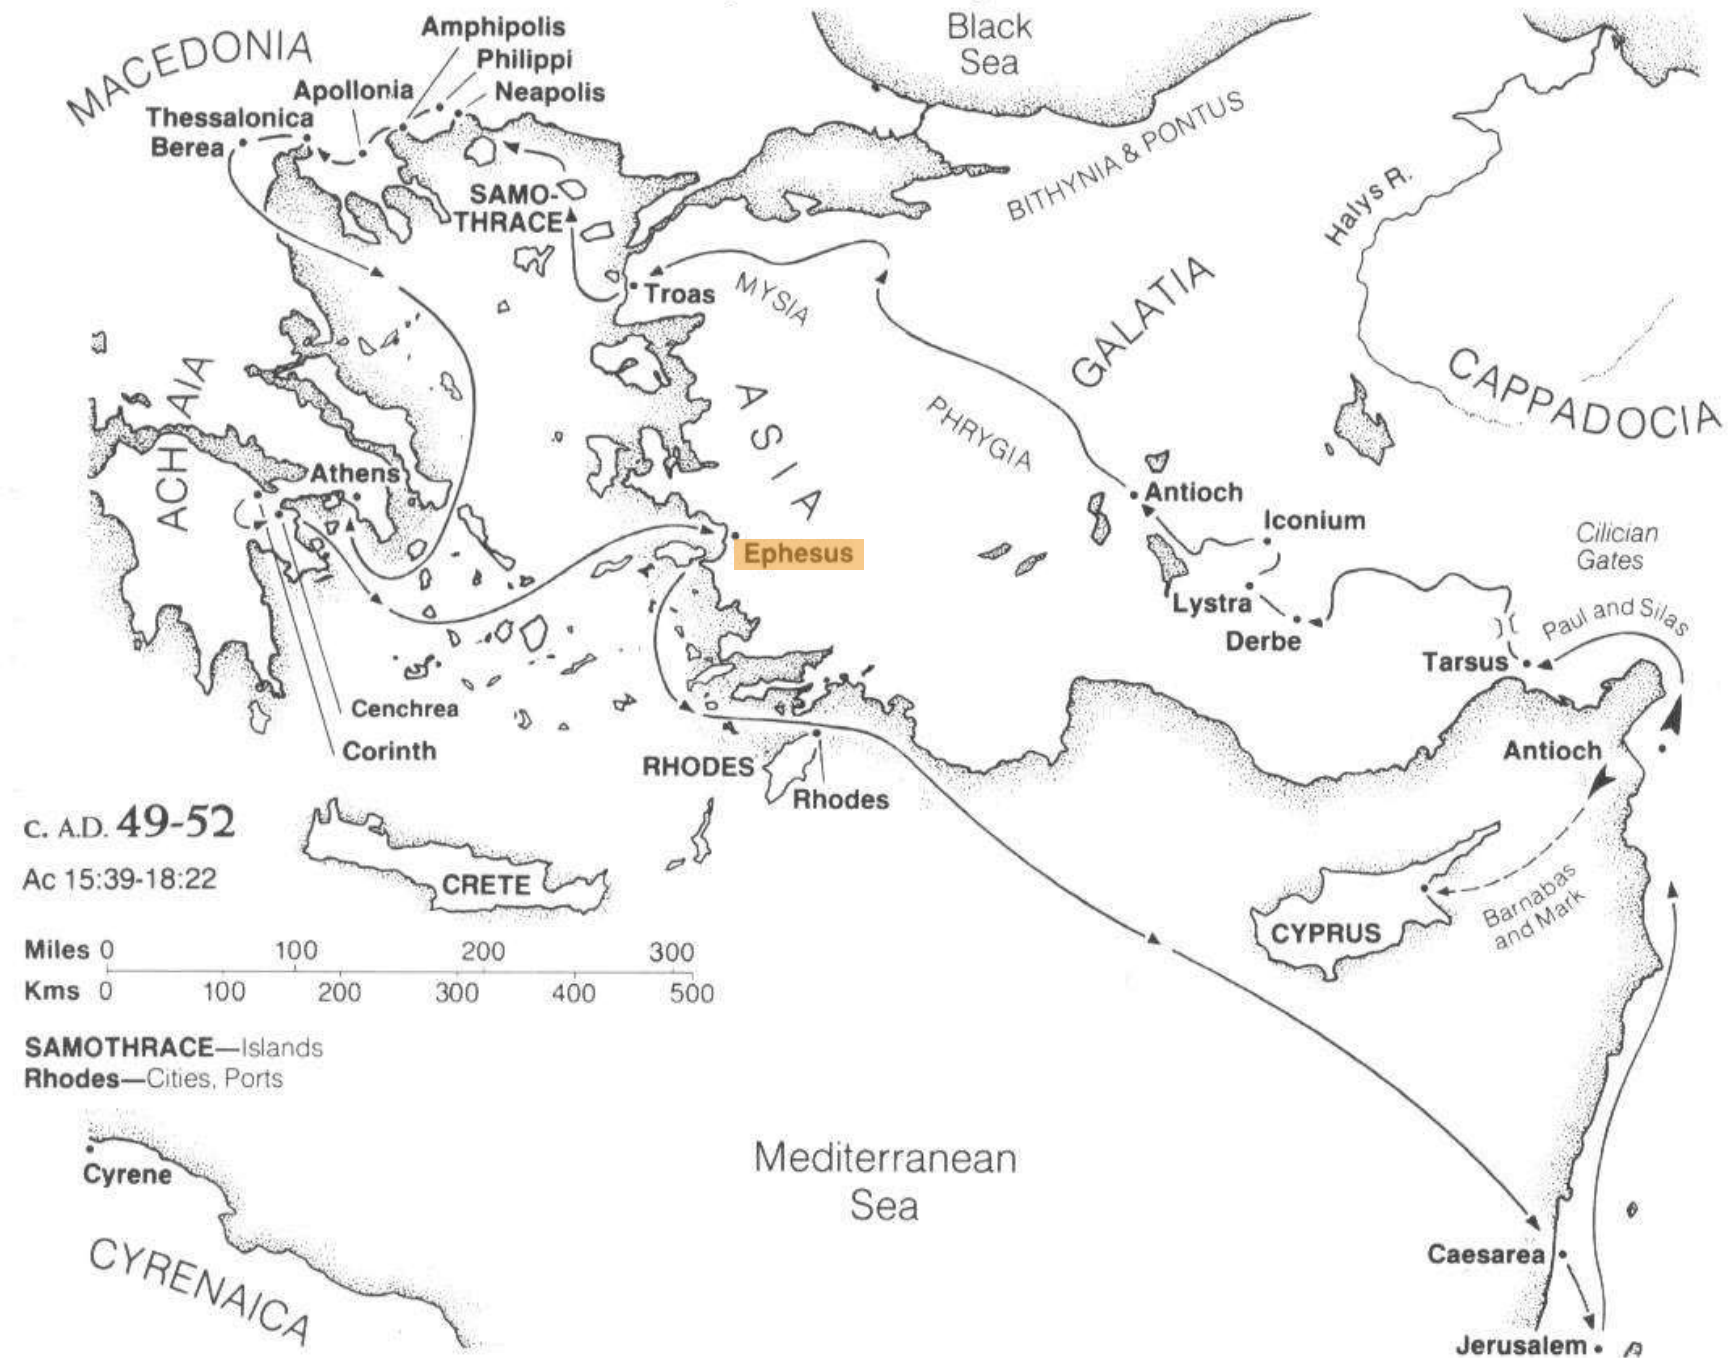 Amphipolis
Philippi
Neapolis
MACEDONIA
Apollonia
Thessalonica
Berea
SAMO-
THRACE
Black
Sea
BITHYNIA & PONTUS
Halys R.
Troas
MYSIA
GALATIA
CAPPADOCIA
ASIA
PHRYGIA
ACHAIA
Athens
Antioch
Iconium
Ephesus
Cilician
Gates
Lystra
Derbe
Paul and Silas
Tarsus
Cenchrea
Corinth
Antioch
RHODES
Rhodes
c. A.D. 49-52
Ac 15:39-18:22
CRETE
CYPRUS
Barnabas
and Mark
Miles 0 100 200 300
Kms 0 100 200 300 400 500
SAMOTHRACE—Islands
Rhodes—Cities, Ports
Cyrene
CYRENAICA
Mediterranean
Sea
Caesarea
Jerusalem